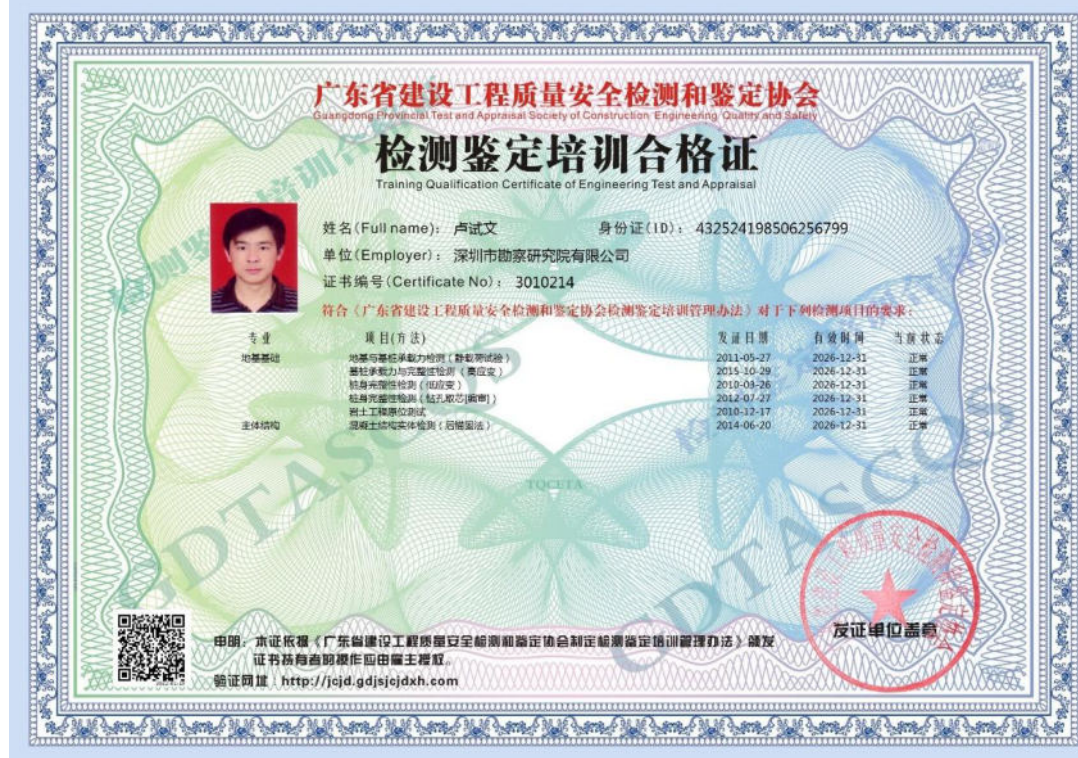 广东省建设工程质量安全检测和鉴定协会
Guangdong Provincial Test and Appraisal Society of Construction Engineering Quality and Safety
检测鉴定培训合格证
Training Qualification Certificate of Engineering Test and Appraisal
姓名(Full name)： 卢试文 身份证(ID)： 432524198506256799
单位(Employer)： 深圳市勘察研究院有限公司
证书编号(Certificate No)： 3010214
符合《广东省建设工程质量安全检测和鉴定协会检测鉴定培训管理办法》对于下列检测项目的要求：
专业 项目(方法) 发证日期 有效时间 当前状态
地基基础 地基与基桩承载力检测（静载荷试验） 2011-05-27 2026-12-31 正常
基桩承载力与完整性检测（高应变） 2015-10-29 2026-12-31 正常
桩身完整性检测（低应变） 2010-03-26 2026-12-31 正常
桩身完整性检测（钻孔取芯[编审]） 2012-07-27 2026-12-31 正常
岩土工程原位测试 2010-12-17 2026-12-31 正常
主体结构 混凝土结构实体检测（后锚固法） 2014-06-20 2026-12-31 正常
TQCETA
GDTASCQS
GDTASCQS
发证单位盖章
申明：本证依据《广东省建设工程质量安全检测和鉴定协会制定检测鉴定培训管理办法》颁发
证书持有者的操作应由雇主授权。
验证网址：http://jcjd.gdjsjcjdxh.com